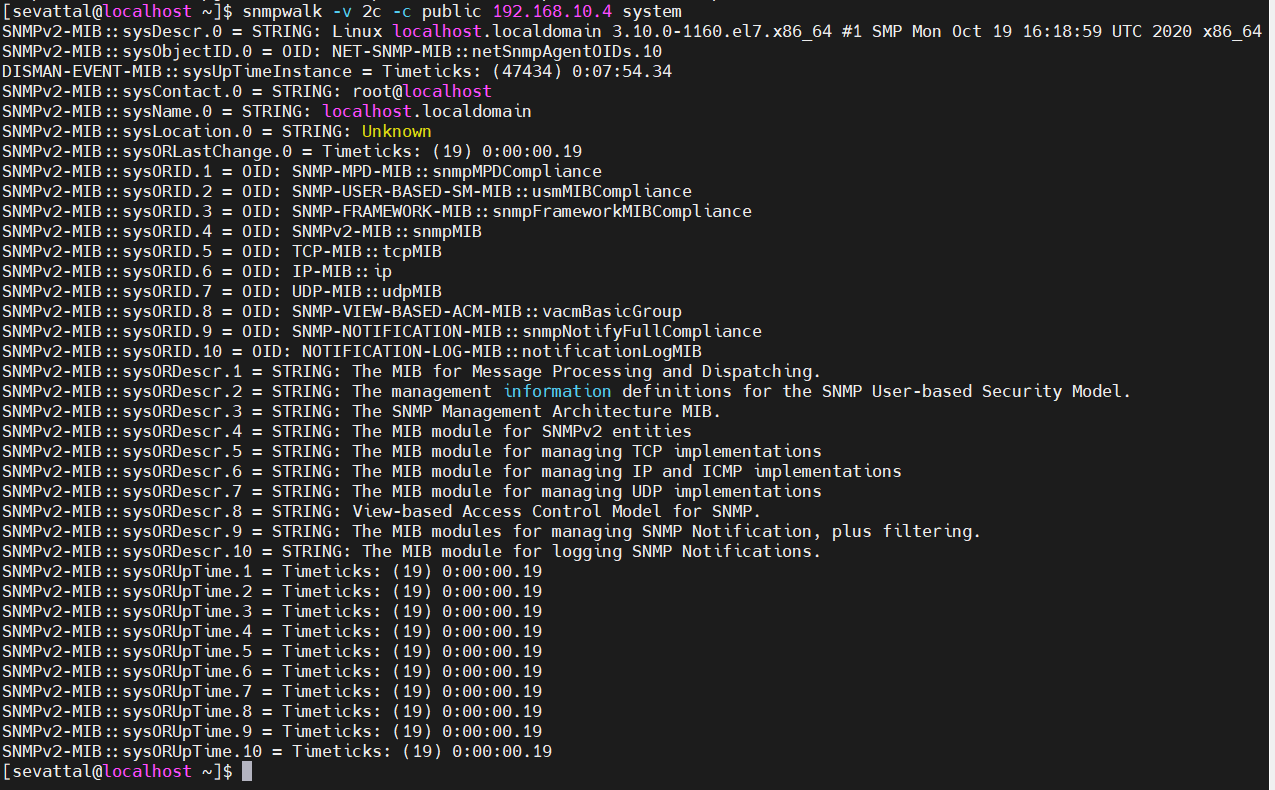 [sevattal@localhost ~]$ snmpwalk -v 2c -c public 192.168.10.4 system
SNMPv2-MIB::sysDescr.0 = STRING: Linux localhost.localdomain 3.10.0-1160.el7.x86_64 #1 SMP Mon Oct 19 16:18:59 UTC 2020 x86_64
SNMPv2-MIB::sysObjectID.0 = OID: NET-SNMP-MIB::netSnmpAgentOIDs.10
DISMAN-EVENT-MIB::sysUpTimeInstance = Timeticks: (47434) 0:07:54.34
SNMPv2-MIB::sysContact.0 = STRING: root@localhost
SNMPv2-MIB::sysName.0 = STRING: localhost.localdomain
SNMPv2-MIB::sysLocation.0 = STRING: Unknown
SNMPv2-MIB::sysORLastChange.0 = Timeticks: (19) 0:00:00.19
SNMPv2-MIB::sysORID.1 = OID: SNMP-MPD-MIB::snmpMPDCompliance
SNMPv2-MIB::sysORID.2 = OID: SNMP-USER-BASED-SM-MIB::usmMIBCompliance
SNMPv2-MIB::sysORID.3 = OID: SNMP-FRAMEWORK-MIB::snmpFrameworkMIBCompliance
SNMPv2-MIB::sysORID.4 = OID: SNMPv2-MIB::snmpMIB
SNMPv2-MIB::sysORID.5 = OID: TCP-MIB::tcpMIB
SNMPv2-MIB::sysORID.6 = OID: IP-MIB::ip
SNMPv2-MIB::sysORID.7 = OID: UDP-MIB::udpMIB
SNMPv2-MIB::sysORID.8 = OID: SNMP-VIEW-BASED-ACM-MIB::vacmBasicGroup
SNMPv2-MIB::sysORID.9 = OID: SNMP-NOTIFICATION-MIB::snmpNotifyFullCompliance
SNMPv2-MIB::sysORID.10 = OID: NOTIFICATION-LOG-MIB::notificationLogMIB
SNMPv2-MIB::sysORDescr.1 = STRING: The MIB for Message Processing and Dispatching.
SNMPv2-MIB::sysORDescr.2 = STRING: The management information definitions for the SNMP User-based Security Model.
SNMPv2-MIB::sysORDescr.3 = STRING: The SNMP Management Architecture MIB.
SNMPv2-MIB::sysORDescr.4 = STRING: The MIB module for SNMPv2 entities
SNMPv2-MIB::sysORDescr.5 = STRING: The MIB module for managing TCP implementations
SNMPv2-MIB::sysORDescr.6 = STRING: The MIB module for managing IP and ICMP implementations
SNMPv2-MIB::sysORDescr.7 = STRING: The MIB module for managing UDP implementations
SNMPv2-MIB::sysORDescr.8 = STRING: View-based Access Control Model for SNMP.
SNMPv2-MIB::sysORDescr.9 = STRING: The MIB modules for managing SNMP Notification, plus filtering.
SNMPv2-MIB::sysORDescr.10 = STRING: The MIB module for logging SNMP Notifications.
SNMPv2-MIB::sysORUpTime.1 = Timeticks: (19) 0:00:00.19
SNMPv2-MIB::sysORUpTime.2 = Timeticks: (19) 0:00:00.19
SNMPv2-MIB::sysORUpTime.3 = Timeticks: (19) 0:00:00.19
SNMPv2-MIB::sysORUpTime.4 = Timeticks: (19) 0:00:00.19
SNMPv2-MIB::sysORUpTime.5 = Timeticks: (19) 0:00:00.19
SNMPv2-MIB::sysORUpTime.6 = Timeticks: (19) 0:00:00.19
SNMPv2-MIB::sysORUpTime.7 = Timeticks: (19) 0:00:00.19
SNMPv2-MIB::sysORUpTime.8 = Timeticks: (19) 0:00:00.19
SNMPv2-MIB::sysORUpTime.9 = Timeticks: (19) 0:00:00.19
SNMPv2-MIB::sysORUpTime.10 = Timeticks: (19) 0:00:00.19
[sevattal@localhost ~]$